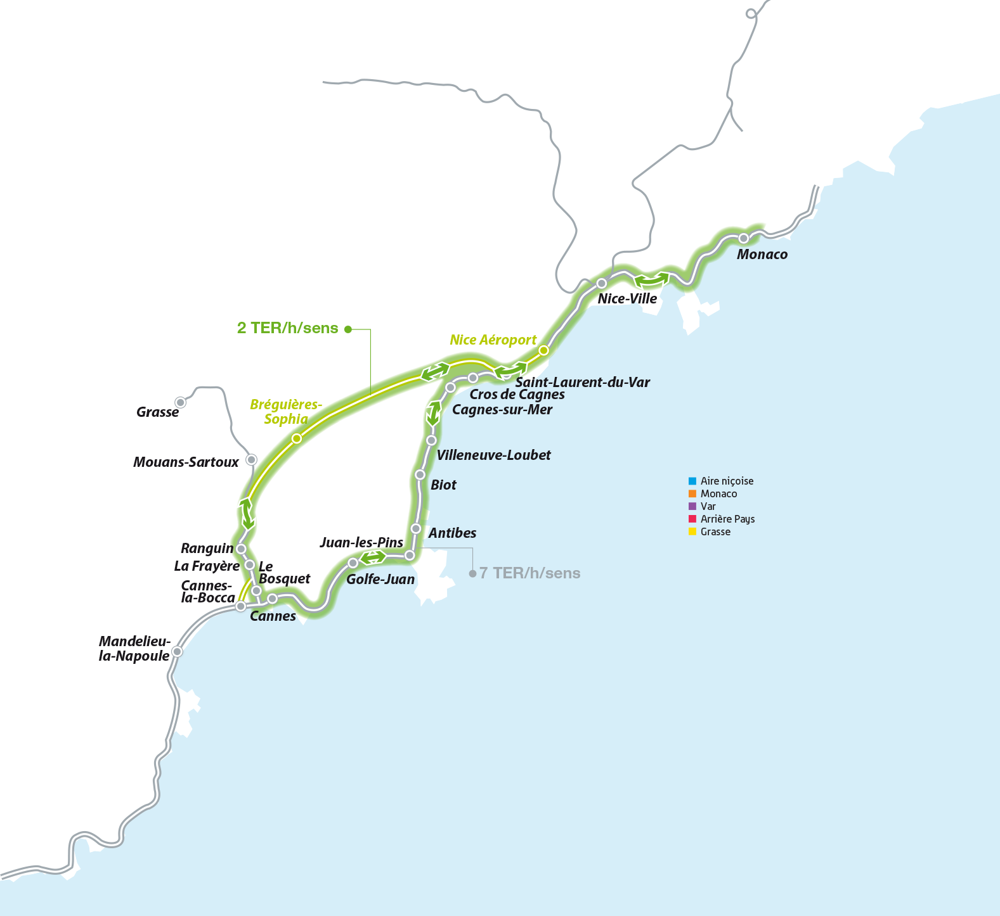 Monaco
Nice-Ville
2 TER/h/sens
Nice Aéroport
Saint-Laurent-du-Var
Cros de Cagnes
Cagnes-sur-Mer
Bréguières-
Sophia
Grasse
Mouans-Sartoux
Villeneuve-Loubet
Biot
Aire niçoise
Monaco
Var
Arrière Pays
Grasse
Antibes
Juan-les-Pins
Ranguin
La Frayère
Le
Bosquet
7 TER/h/sens
Golfe-Juan
Cannes-
la-Bocca
Cannes
Mandelieu-
la-Napoule